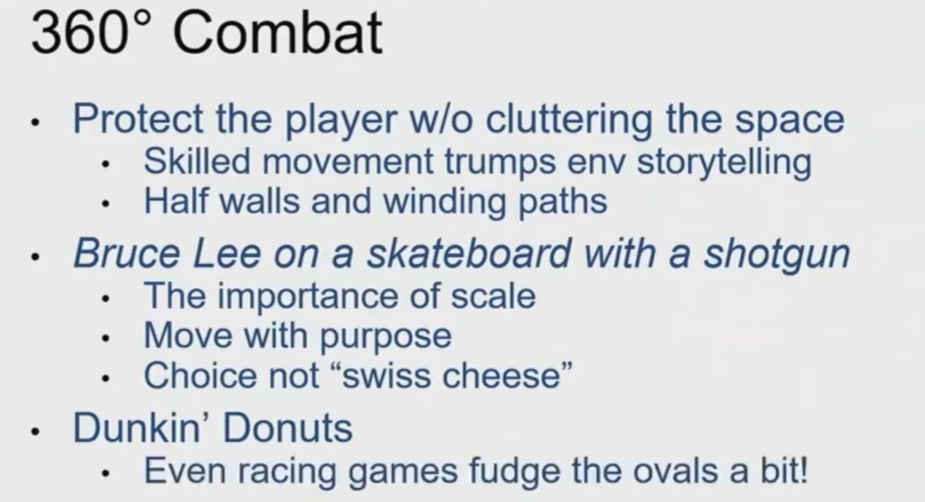 360° Combat
• Protect the player w/o cluttering the space
• Skilled movement trumps env storytelling
• Half walls and winding paths
• Bruce Lee on a skateboard with a shotgun
• The importance of scale
• Move with purpose
• Choice not “swiss cheese”
• Dunkin’ Donuts
• Even racing games fudge the ovals a bit!